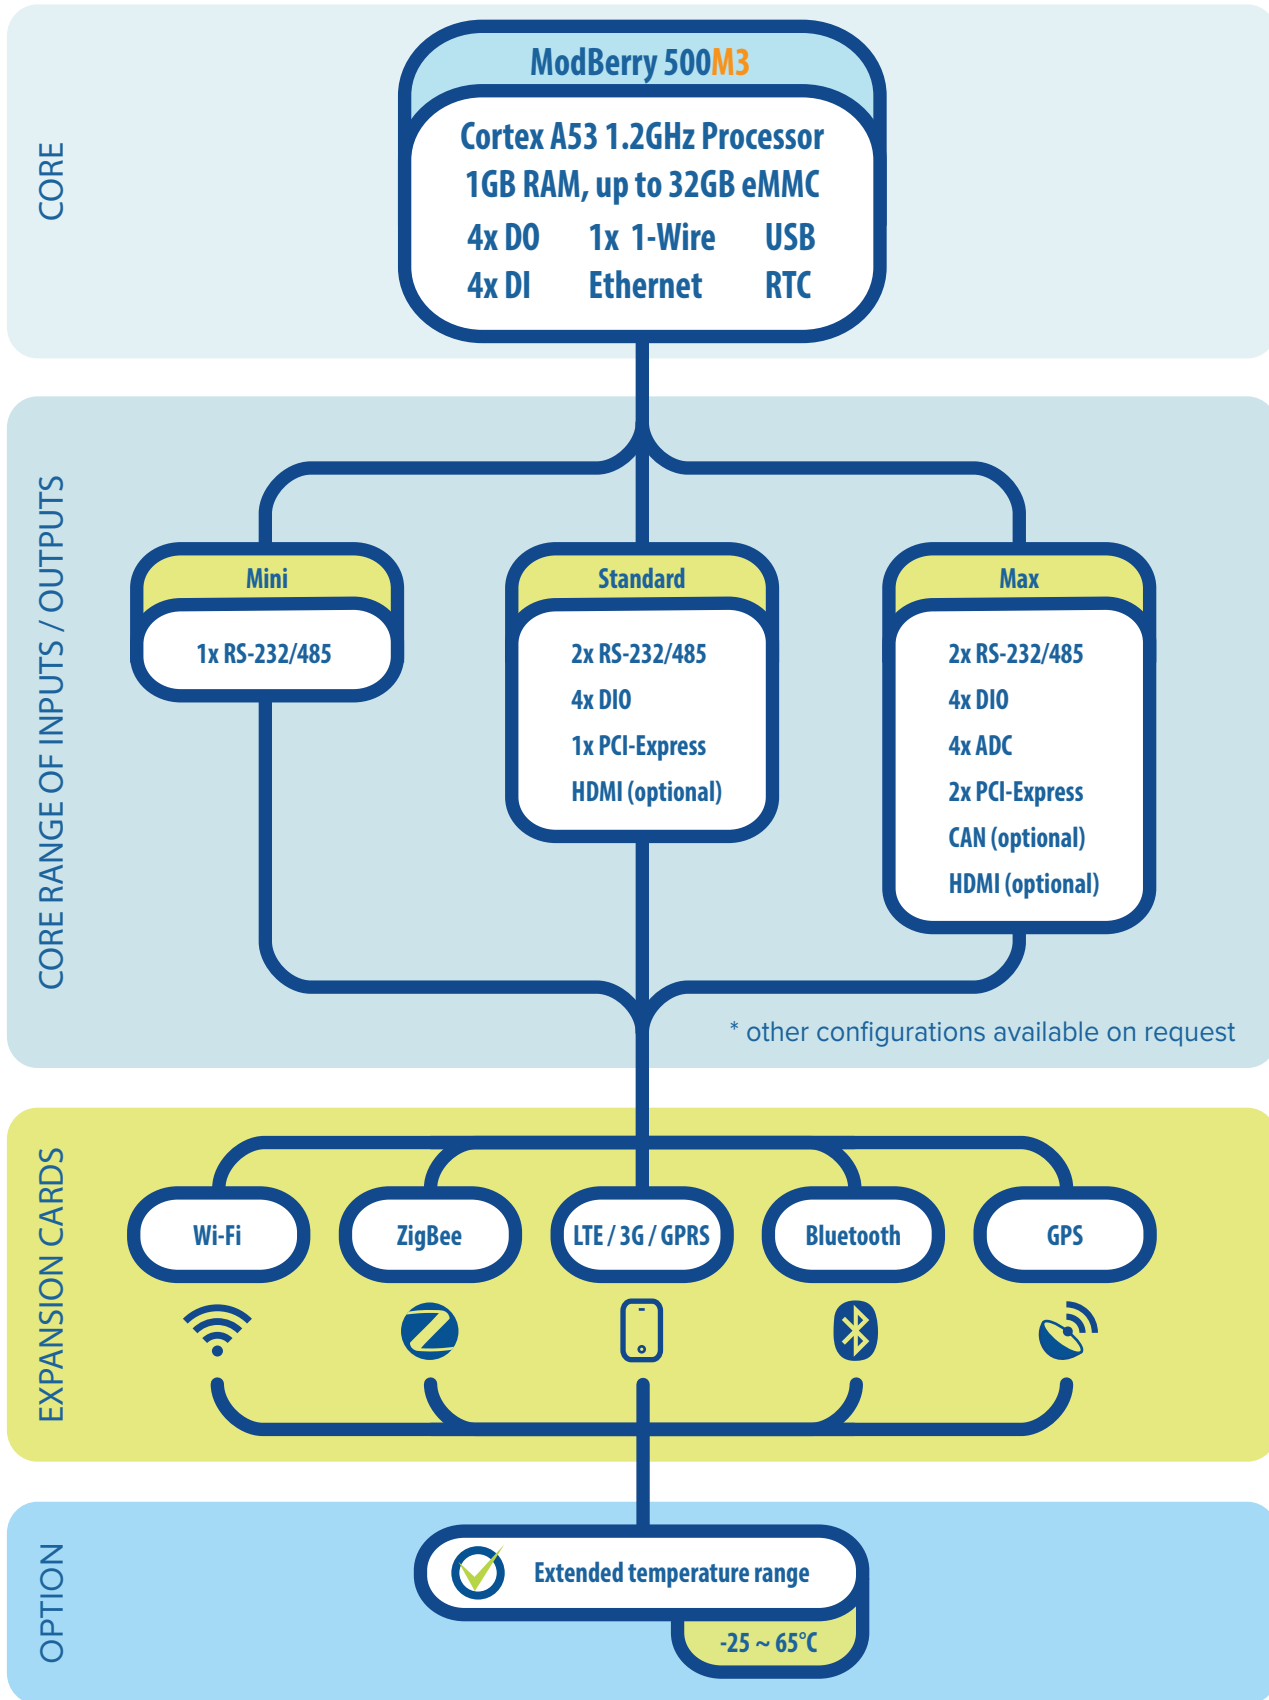 CORE
ModBerry 500M3
Cortex A53 1.2GHz Processor
1GB RAM, up to 32GB eMMC
4x DO 1x 1-Wire USB
4x DI Ethernet RTC
CORE RANGE OF INPUTS / OUTPUTS
Mini
1x RS-232/485
Standard
2x RS-232/485
4x DIO
1x PCI-Express
HDMI (optional)
Max
2x RS-232/485
4x DIO
4x ADC
2x PCI-Express
CAN (optional)
HDMI (optional)
* other configurations available on request
EXPANSION CARDS
Wi-Fi
ZigBee
LTE / 3G / GPRS
Bluetooth
GPS
OPTION
Extended temperature range
-25 ~ 65°C